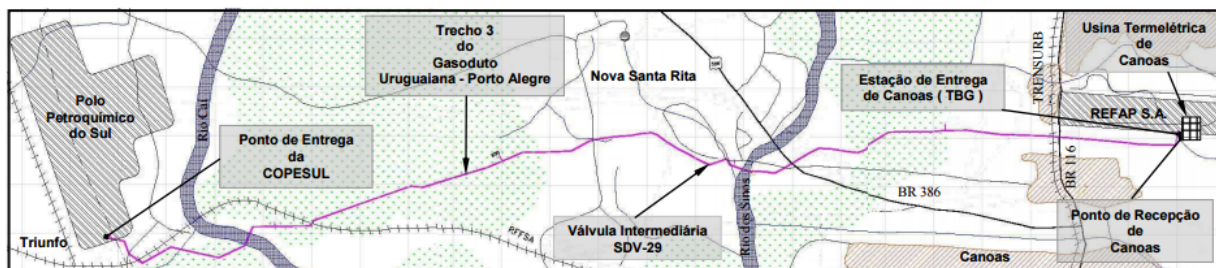 Polo
Petroquímico
do Sul
Triunfo
Ponto de Entrega
da
COPESUL
Rio Caí
Trecho 3
do
Gasoduto
Uruguaiana - Porto Alegre
RFFSA
Nova Santa Rita
Válvula Intermediária
SDV-29
Rio dos Sinos
Estação de Entrega
de Canoas ( TBG )
BR 386
TRENSURB
BR 116
Usina Termelétrica
de
Canoas
REFAP S.A.
Ponto de Recepção
de
Canoas
Canoas